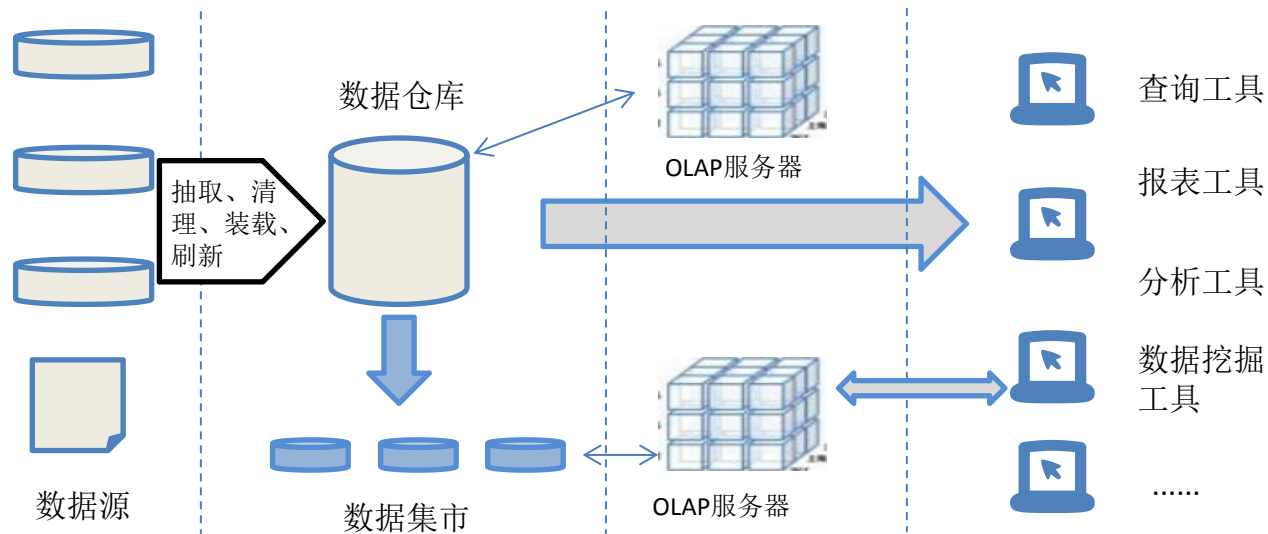 数据仓库
抽取、清
理、装载、
刷新
数据源
数据集市
OLAP服务器
OLAP服务器
查询工具
报表工具
分析工具
数据挖掘
工具
......